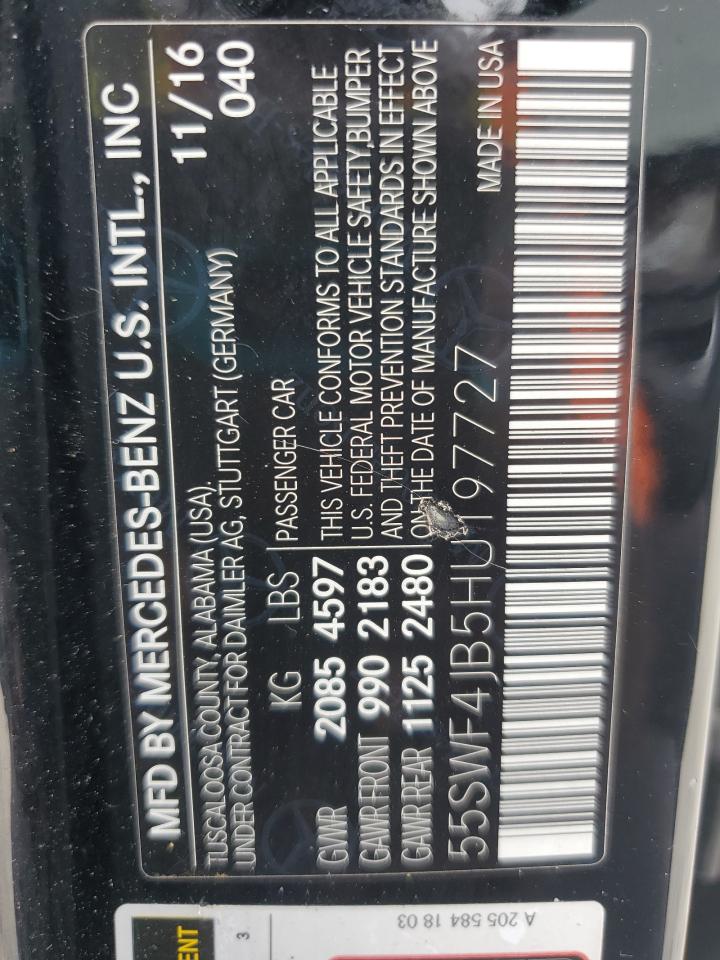 MFD BY MERCEDES-BENZ U.S. INTL., INC
11/16
TUSCALOOSA COUNTY, ALABAMA (USA),
040
UNDER CONTRACT FOR DAIMLER AG, STUTTGART (GERMANY)
KG LBS PASSENGER CAR
GWR 2085 4597 THIS VEHICLE CONFORMS TO ALL APPLICABLE
GAWR FRONT 990 2183 U.S. FEDERAL MOTOR VEHICLE SAFETY,BUMPER
GAWR REAR 1125 2480 AND THEFT PREVENTION STANDARDS IN EFFECT
ON THE DATE OF MANUFACTURE SHOWN ABOVE
55SWF4JB5HU197727
MADE IN USA
ENT
3
A 205 584 18 03